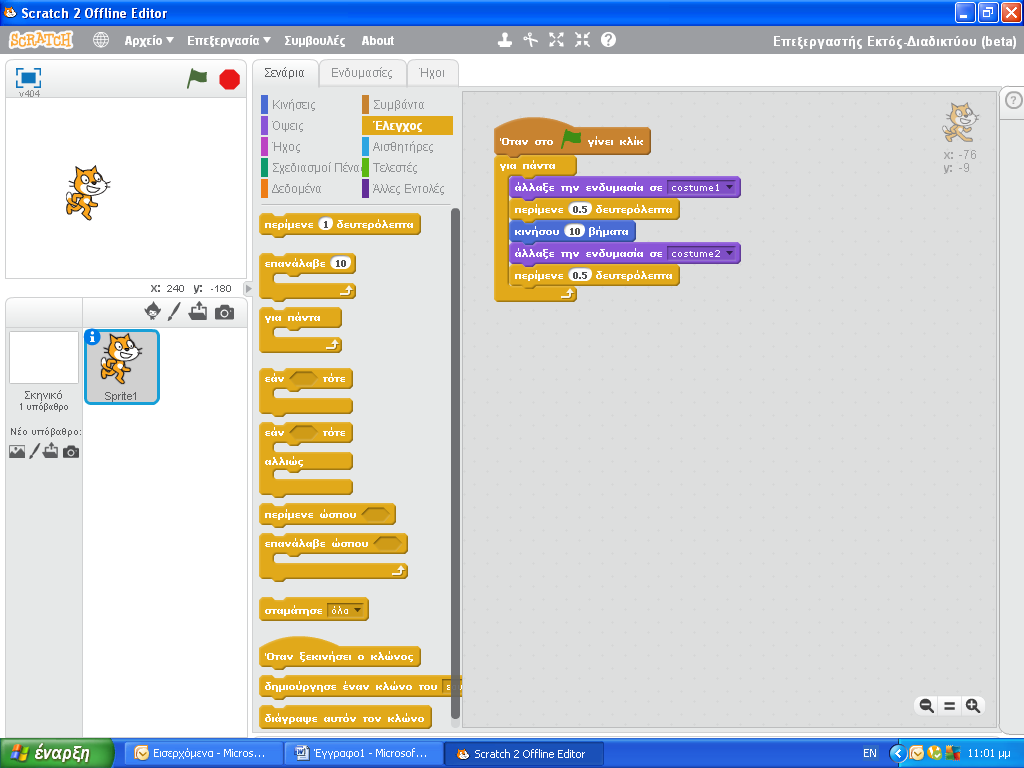 Scratch 2 Offline Editor
SCRATCH Αρχείο Επεξεργασία Συμβουλές About Επεξεργαστής Εκτός-Διαδικτύου (beta)
v404
Σενάρια Ενδυμασίες Ήχοι
Κινήσεις Συμβάντα
Όψεις Έλεγχος
Ήχος Αισθητήρες
Σχεδιασμοί Πένα Τελεστές
Δεδομένα Άλλες Εντολές
περίμενε 1 δευτερόλεπτα
επανάλαβε 10
για πάντα
εάν τότε
εάν τότε
αλλιώς
περίμενε ώσπου
επανάλαβε ώσπου
σταμάτησε όλα
Όταν ξεκινήσει ο κλώνος
δημιούργησε έναν κλώνο του
διάγραψε αυτόν τον κλώνο
Όταν στο γίνει κλίκ
για πάντα
άλλαξε την ενδυμασία σε costume1
περίμενε 0.5 δευτερόλεπτα
κινήσου 10 βήματα
άλλαξε την ενδυμασία σε costume2
περίμενε 0.5 δευτερόλεπτα
x: -76
y: -9
x: 240 y: -180
Σκηνικό
1 υπόβαθρο
Sprite1
Νέο υπόβαθρο:
έναρξη Εισερχόμενα - Micros... Έγγραφο1 - Microsof... Scratch 2 Offline Editor EN 11:01 μμ